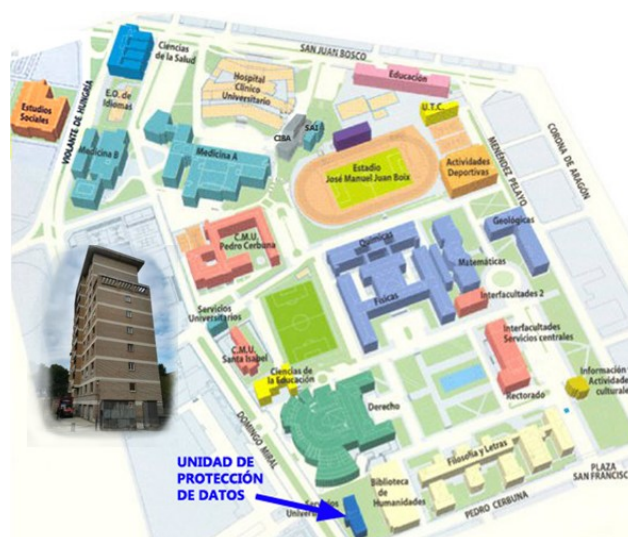 SAN JUAN BOSCO
Ciencias
de la Salud
Hospital
Clínico
Universitario
Educación
E.O. de
Idiomas
U.T.C.
Estudios
Sociales
VIOLANTE DE HUNGRÍA
CIBA
SAI
Medicina B
Medicina A
Estadio
José Manuel Juan Boix
Actividades
Deportivas
MENÉNDEZ PELAYO
CORONA DE ARAGÓN
C.M.U.
Pedro Cerbuna
Químicas
Geológicas
Matemáticas
Físicas
Interfacultades 2
Servicios
Universitarios
C.M.U.
Santa Isabel
Interfacultades
Servicios centrales
Ciencias de
la Educación
Información
Actividades
culturale
Rectorado
Derecho
DOMINGO MIRAL
Filosofía y Letras
UNIDAD DE
PROTECCIÓN
DE DATOS
PLAZA
SAN FRANCISC
Biblioteca
de
Humanidades
PEDRO CERBUNA